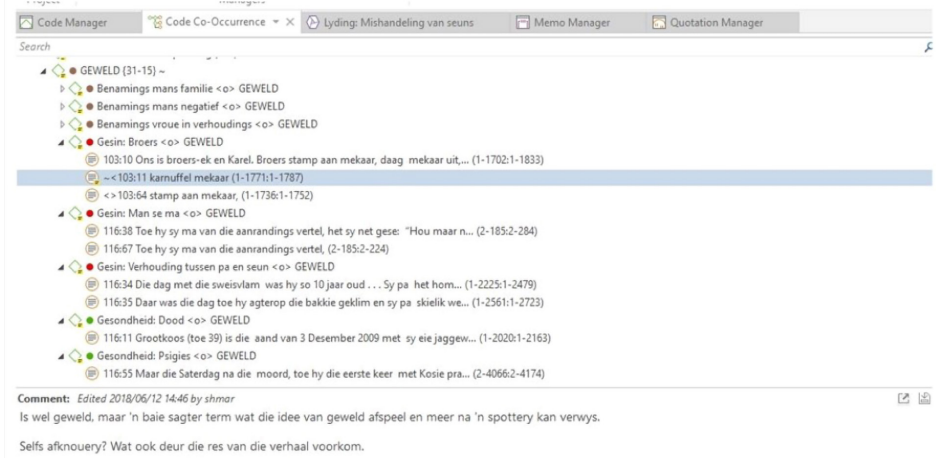 Code Manager
Code Co-Occurrence
Lyding: Mishandeling van seuns
Memo Manager
Quotation Manager
Search
GEWELD {31-15} ~
Benamings mans familie <o> GEWELD
Benamings mans negatief <o> GEWELD
Benamings vroue in verhoudings <o> GEWELD
Gesin: Broers <o> GEWELD
103:10 Ons is broers-ek en Karel. Broers stamp aan mekaar, daag mekaar uit,... (1-1702:1-1833)
~<103:11 karnuffel mekaar (1-1771:1-1787)
<>103:64 stamp aan mekaar, (1-1736:1-1752)
Gesin: Man se ma <o> GEWELD
116:38 Toe hy sy ma van die aanrandings vertel, het sy net gese: "Hou maar n... (2-185:2-284)
116:67 Toe hy sy ma van die aanrandings vertel, (2-185:2-224)
Gesin: Verhouding tussen pa en seun <o> GEWELD
116:34 Die dag met die sweisvlam was hy so 10 jaar oud . . . Sy pa het hom... (1-2225:1-2479)
116:35 Daar was die dag toe hy agterop die bakkie geklim en sy pa skielik we... (1-2561:1-2723)
Gesondheid: Dood <o> GEWELD
116:11 Grootkoos (toe 39) is die aand van 3 Desember 2009 met sy eie jaggew... (1-2020:1-2163)
Gesondheid: Psigies <o> GEWELD
116:55 Maar die Saterdag na die moord, toe hy die eerste keer met Kosie pra... (2-4066:2-4174)
Comment: Edited 2018/06/12 14:46 by shmar
Is wel geweld, maar 'n baie sagter term wat die idee van geweld afspeel en meer na 'n spottery kan verwys.
Selfs afknouery? Wat ook deur die res van die verhaal voorkom.